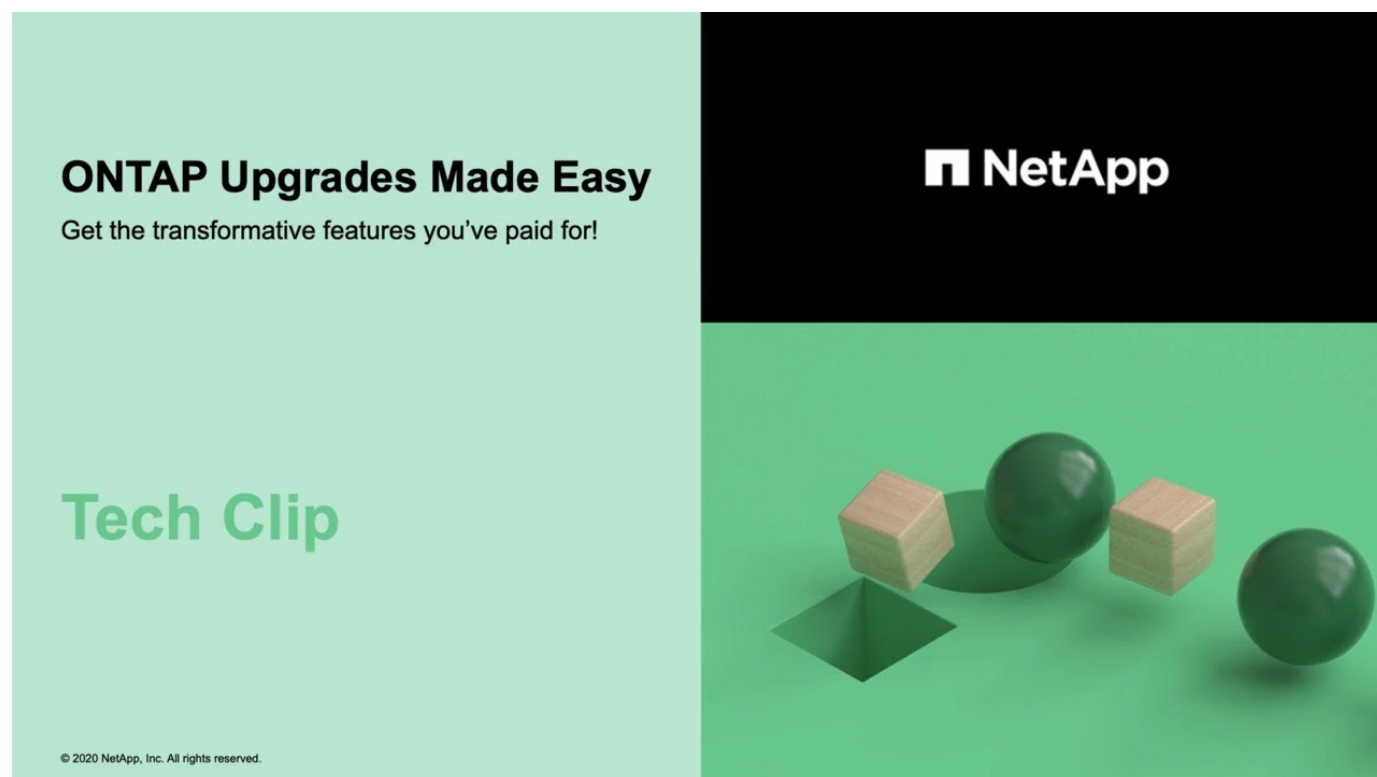 ONTAP Upgrades Made Easy
Get the transformative features you’ve paid for!
NetApp
Tech Clip
© 2020 NetApp, Inc. All rights reserved.